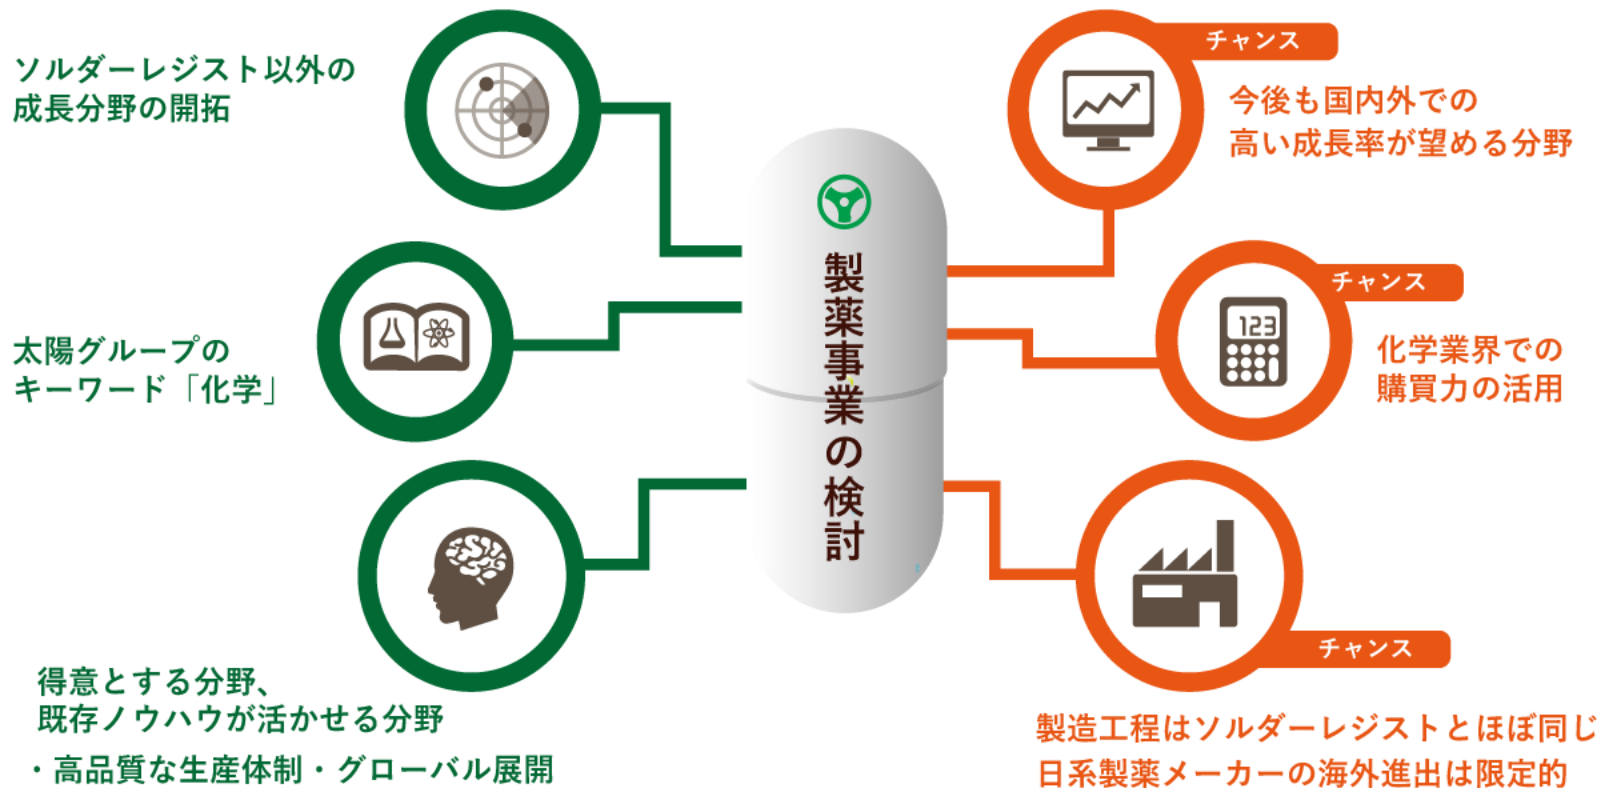 ソルダーレジスト以外の
成長分野の開拓
太陽グループの
キーワード「化学」
得意とする分野、
既存ノウハウが活かせる分野
・高品質な生産体制・グローバル展開
製薬事業の検討
チャンス
今後も国内外での
高い成長率が望める分野
チャンス
123
化学業界での
購買力の活用
チャンス
製造工程はソルダーレジストとほぼ同じ
日系製薬メーカーの海外進出は限定的